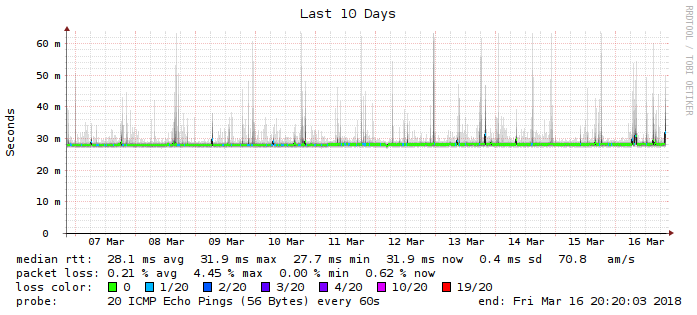 Last 10 Days
RRDTOOL / TOBI OETIKER
Seconds
60 m
50 m
40 m
30 m
20 m
10 m
0
07 Mar 08 Mar 09 Mar 10 Mar 11 Mar 12 Mar 13 Mar 14 Mar 15 Mar 16 Mar
median rtt: 28.1 ms avg 31.9 ms max 27.7 ms min 31.9 ms now 0.4 ms sd 70.8 am/s
packet loss: 0.21 % avg 4.45 % max 0.00 % min 0.62 % now
loss color: 0 1/20 2/20 3/20 4/20 10/20 19/20
probe: 20 ICMP Echo Pings (56 Bytes) every 60s end: Fri Mar 16 20:20:03 2018